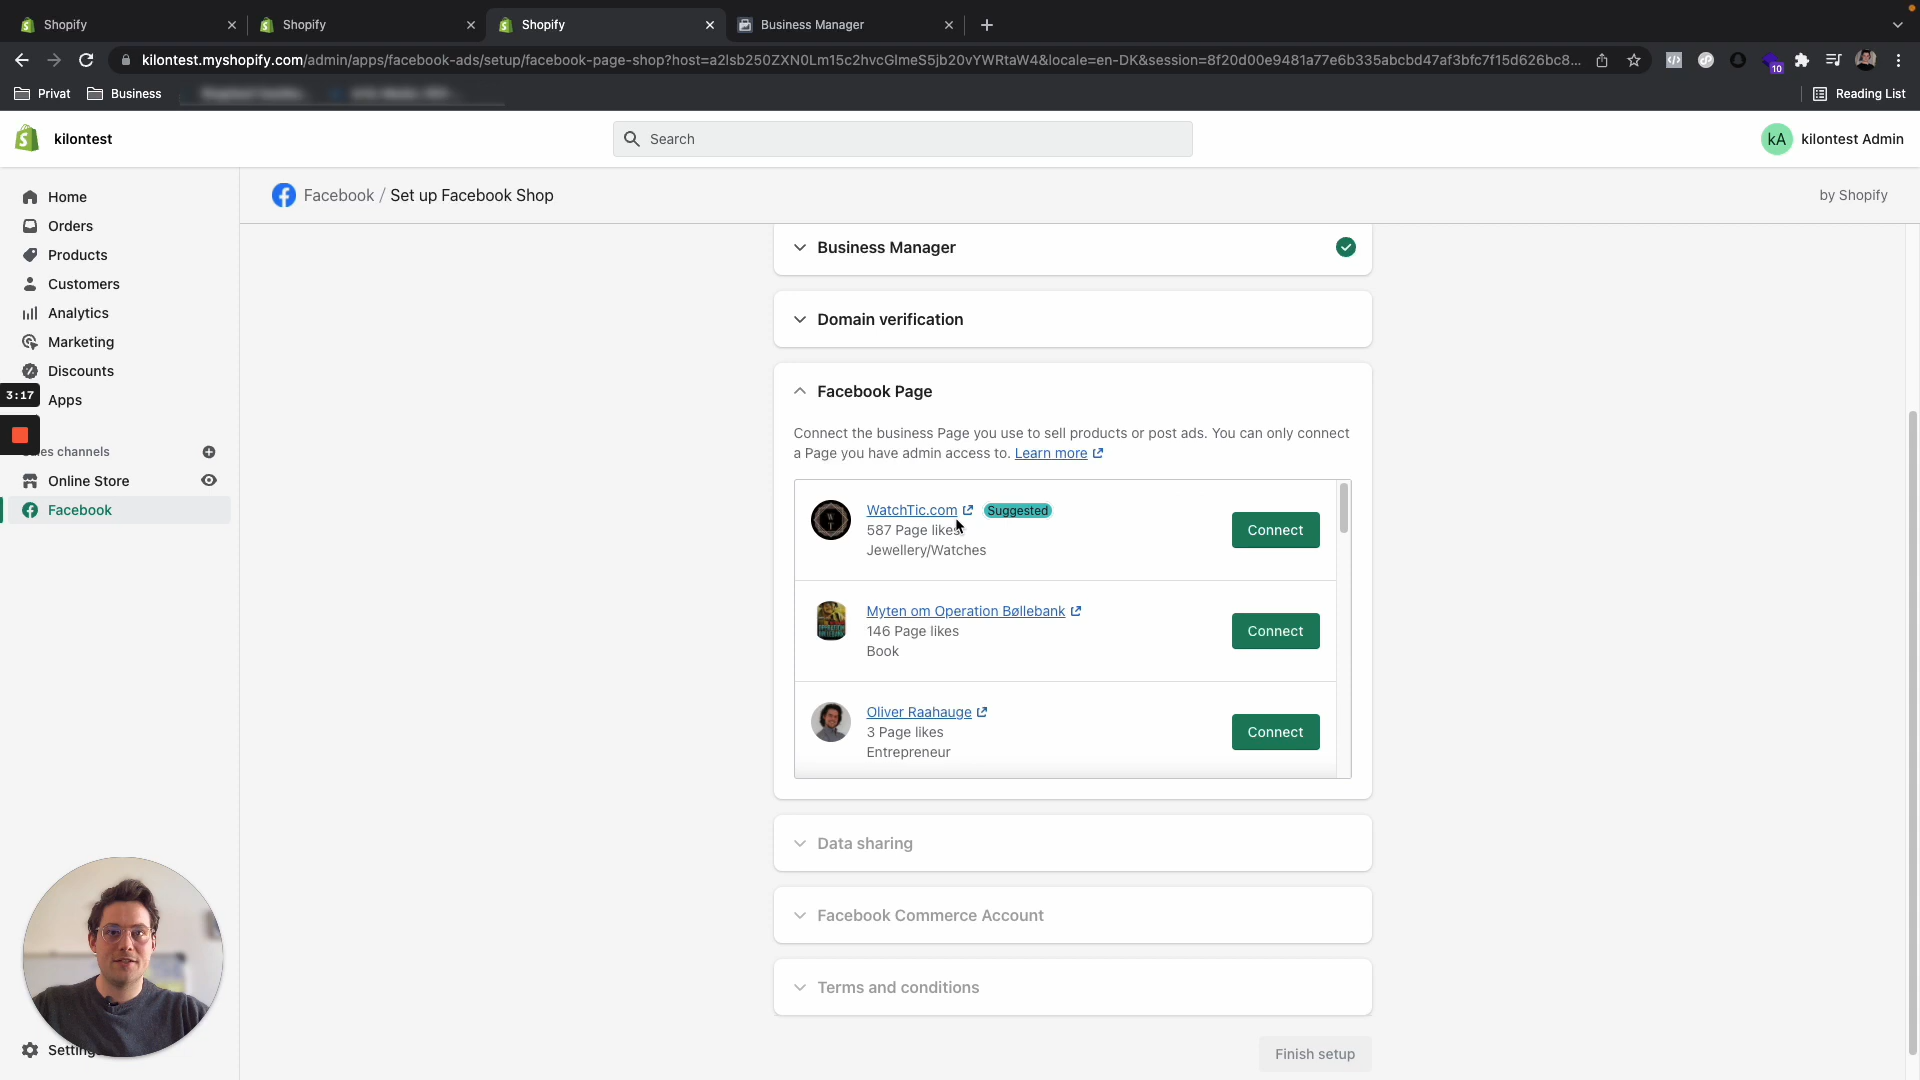 Shopify
Shopify
Shopify
Business Manager
kilontest.myshopify.com/admin/apps/facebook-ads/setup/facebook-page-shop?host=a2lsb250ZXN0Lm15c2hvcGlmeS5jb20vYWRtaW4&locale=en-DK&session=8f20d00e9481a77e6b335abcbd47af3bfc7f15d626bc8...
10
Privat
Business
Reading List
kilontest
Search
kA
kilontest Admin
Home
Orders
Products
Customers
Analytics
Marketing
Discounts
3:17
Apps
es channels
Online Store
Facebook
Facebook / Set up Facebook Shop
by Shopify
Business Manager
Domain verification
Facebook Page
Connect the business Page you use to sell products or post ads. You can only connect
a Page you have admin access to. Learn more
WatchTic.com Suggested
587 Page likes
Jewellery/Watches
Connect
Myten om Operation Bøllebank
146 Page likes
Book
Connect
Oliver Raahauge
3 Page likes
Entrepreneur
Connect
Data sharing
Facebook Commerce Account
Terms and conditions
Finish setup
Settings